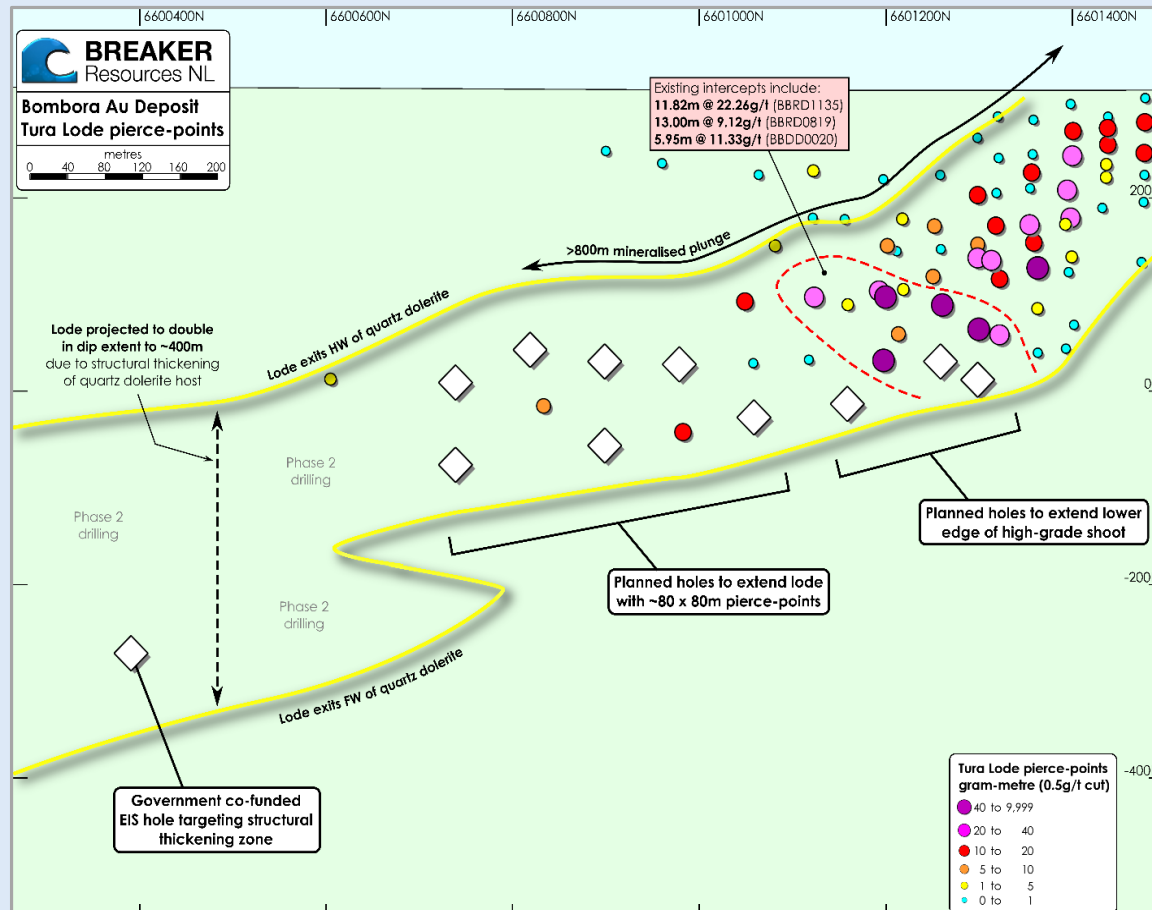 6600400N
6600600N
6600800N
6601000N
6601200N
6601400N
BREAKER
Resources NL
Bombora Au Deposit
Tura Lode pierce-points
metres
0 40 80 120 160 200
Existing intercepts include:
11.82m @ 22.26g/t (BBRD1135)
13.00m @ 9.12g/t (BBRD0819)
5.95m @ 11.33g/t (BBDD0020)
200
>800m mineralised plunge
Lode exits HW of quartz dolerite
Lode projected to double
in dip extent to ~400m
due to structural thickening
of quartz dolerite host
0
Phase 2
drilling
Phase 2
drilling
Planned holes to extend lower
edge of high-grade shoot
Planned holes to extend lode
with ~80 x 80m pierce-points
-200
Phase 2
drilling
Lode exits FW of quartz dolerite
-400
Government co-funded
EIS hole targeting structural
thickening zone
Tura Lode pierce-points
gram-metre (0.5g/t cut)
40 to 9,999
20 to 40
10 to 20
5 to 10
1 to 5
0 to 1